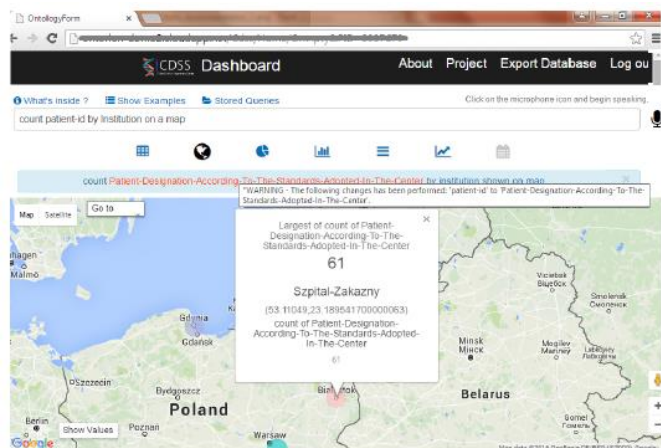 OntologyForm
CDSS Dashboard
About Project Export Database Log ou
What's inside ? Show Examples Stored Queries
Click on the microphone icon and begin speaking.
count patient-id by Institution on a map
count Patient-Designation-According-To-The-Standards-Adopted-In-The-Center by institution shown on map
"WARNING - The following changes has been performed: 'patient-id' to 'Patient-Designation-According-To-The-
Standards-Adopted-In-The-Center'.
Map Satellite
Go to
Largest of count of Patient-
Designation-According-To-The-
Standards-Adopted-In-The-Center
61
Szpital-Zakazny
(53.11049,23.189541700000063)
count of Patient-Designation-
According-To-The-Standards-Adopted-
In-The-Center
61
Malmö
Gdynia
Gdańsk
Szczecin
Bydgoszcz
Poznań
Poland
Warsaw
Berlin
Minsk
Мінск
Belarus
Show Values
Google